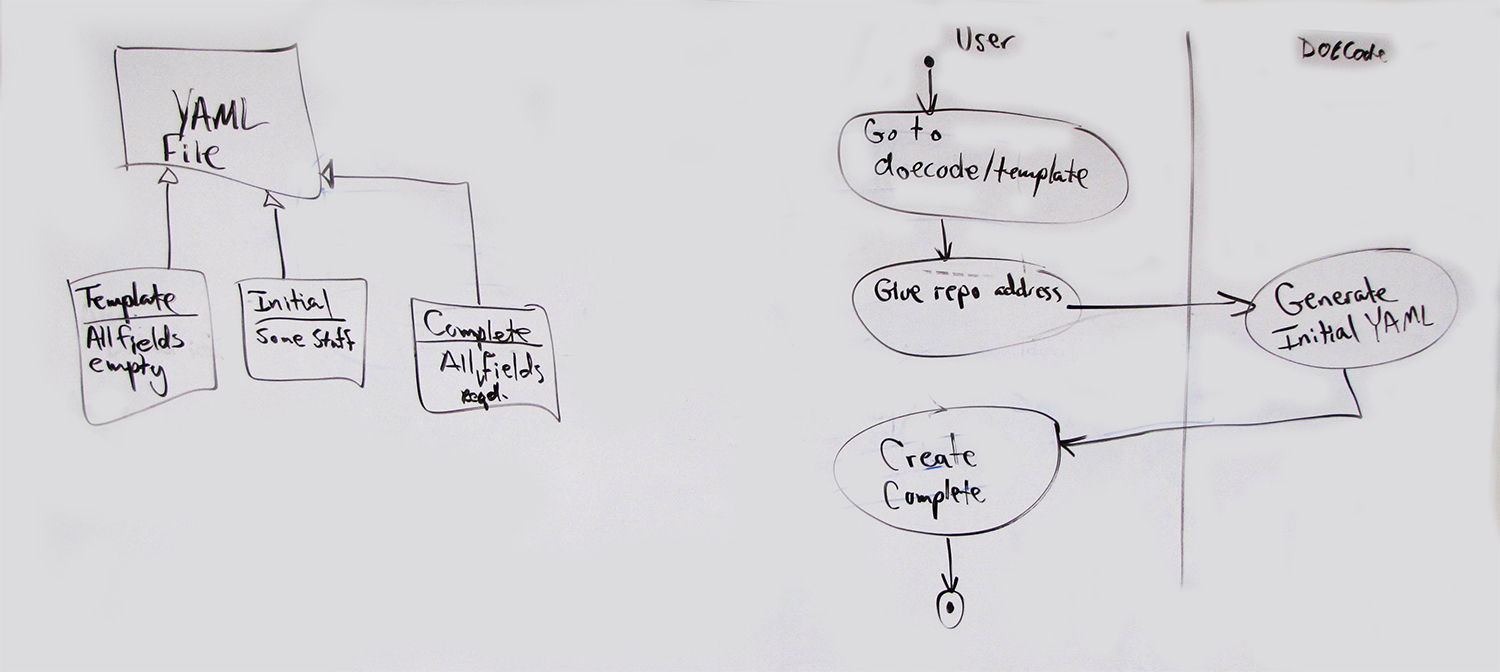 YAML
File
Template
All fields
empty
Initial
Some Stuff
Complete
All fields
reqd.
User
DOECode
Go to
doecode/template
Give repo address
Generate
Initial YAML
Create
Complete